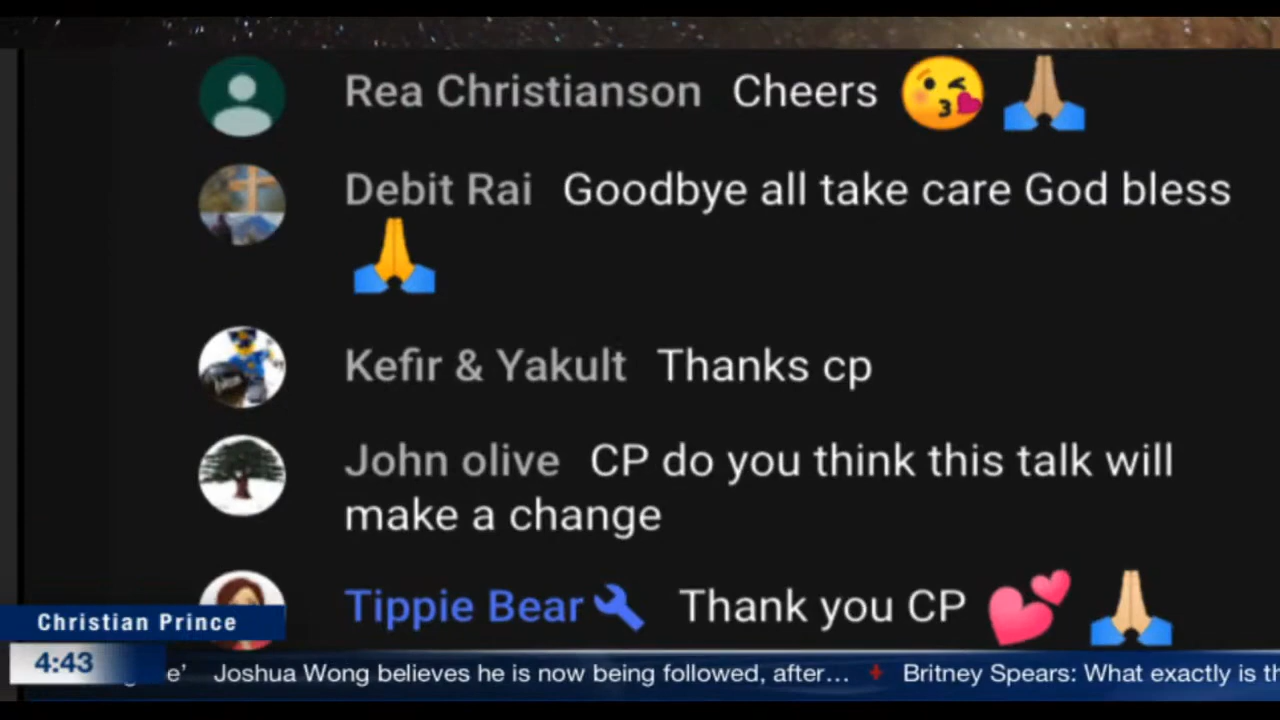 Rea Christianson Cheers 😘 🙏🏼
Debit Rai Goodbye all take care God bless
🙏
Kefir & Yakult Thanks cp
John olive CP do you think this talk will
make a change
Tippie Bear Thank you CP 💕 🙏🏼
Christian Prince
4:43
e’ Joshua Wong believes he is now being followed, after… Britney Spears: What exactly is th